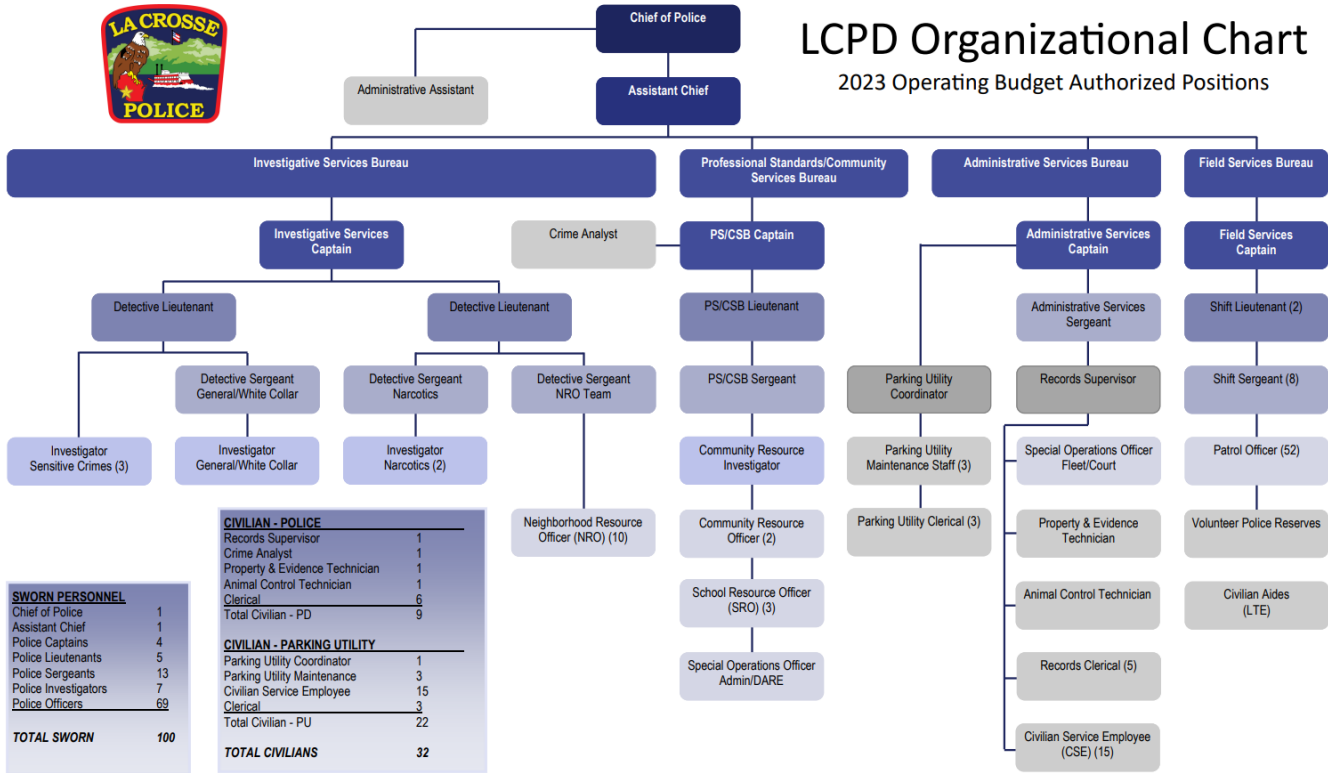 LA CROSSE
POLICE
LCPD Organizational Chart
2023 Operating Budget Authorized Positions
Chief of Police
Administrative Assistant
Assistant Chief
Investigative Services Bureau
Professional Standards/Community
Services Bureau
Administrative Services Bureau
Field Services Bureau
Investigative Services
Captain
Crime Analyst
PS/CSB Captain
Administrative Services
Captain
Field Services
Captain
Detective Lieutenant
Detective Lieutenant
PS/CSB Lieutenant
Administrative Services
Sergeant
Shift Lieutenant (2)
Detective Sergeant
General/White Collar
Detective Sergeant
Narcotics
Detective Sergeant
NRO Team
PS/CSB Sergeant
Parking Utility
Coordinator
Records Supervisor
Shift Sergeant (8)
Investigator
Sensitive Crimes (3)
Investigator
General/White Collar
Investigator
Narcotics (2)
Community Resource
Investigator
Parking Utility
Maintenance Staff (3)
Special Operations Officer
Fleet/Court
Patrol Officer (52)
Neighborhood Resource
Officer (NRO) (10)
Community Resource
Officer (2)
Parking Utility Clerical (3)
Property & Evidence
Technician
Volunteer Police Reserves
School Resource Officer
(SRO) (3)
Animal Control Technician
Civilian Aides
(LTE)
Special Operations Officer
Admin/DARE
Records Clerical (5)
Civilian Service Employee
(CSE) (15)
SWORN PERSONNEL
Chief of Police 1
Assistant Chief 1
Police Captains 4
Police Lieutenants 5
Police Sergeants 13
Police Investigators 7
Police Officers 69
TOTAL SWORN 100
CIVILIAN - POLICE
Records Supervisor 1
Crime Analyst 1
Property & Evidence Technician 1
Animal Control Technician 1
Clerical 6
Total Civilian - PD 9
CIVILIAN - PARKING UTILITY
Parking Utility Coordinator 1
Parking Utility Maintenance 3
Civilian Service Employee 15
Clerical 3
Total Civilian - PU 22
TOTAL CIVILIANS 32